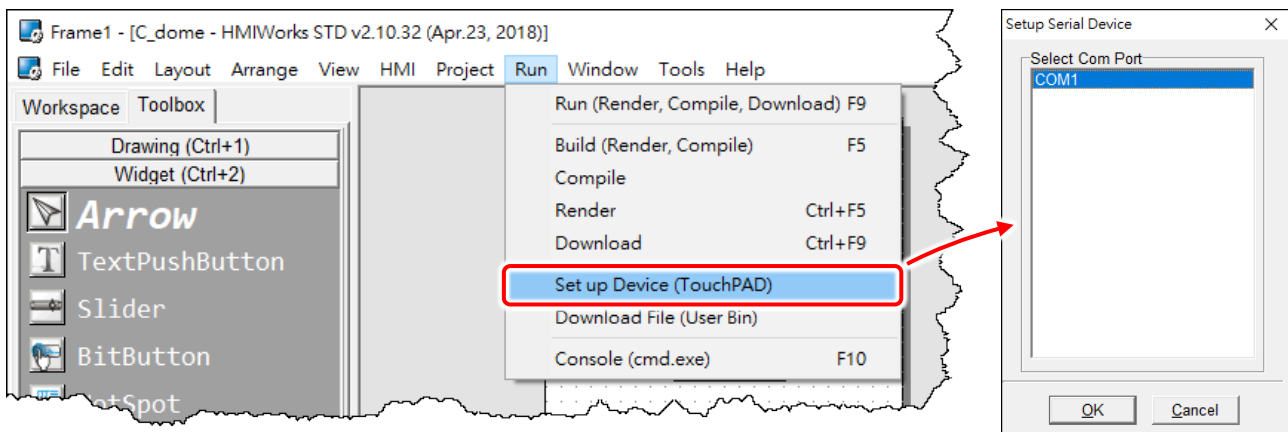 Frame1 - [C_dome - HMIWorks STD v2.10.32 (Apr.23, 2018)]
File Edit Layout Arrange View HMI Project Run Window Tools Help
Workspace Toolbox
Drawing (Ctrl+1)
Widget (Ctrl+2)
Arrow
TextPushButton
Slider
BitButton
HotSpot
Run (Render, Compile, Download) F9
Build (Render, Compile) F5
Compile
Render Ctrl+F5
Download Ctrl+F9
Set up Device (TouchPAD)
Download File (User Bin)
Console (cmd.exe) F10
Setup Serial Device
Select Com Port
COM1
OK Cancel